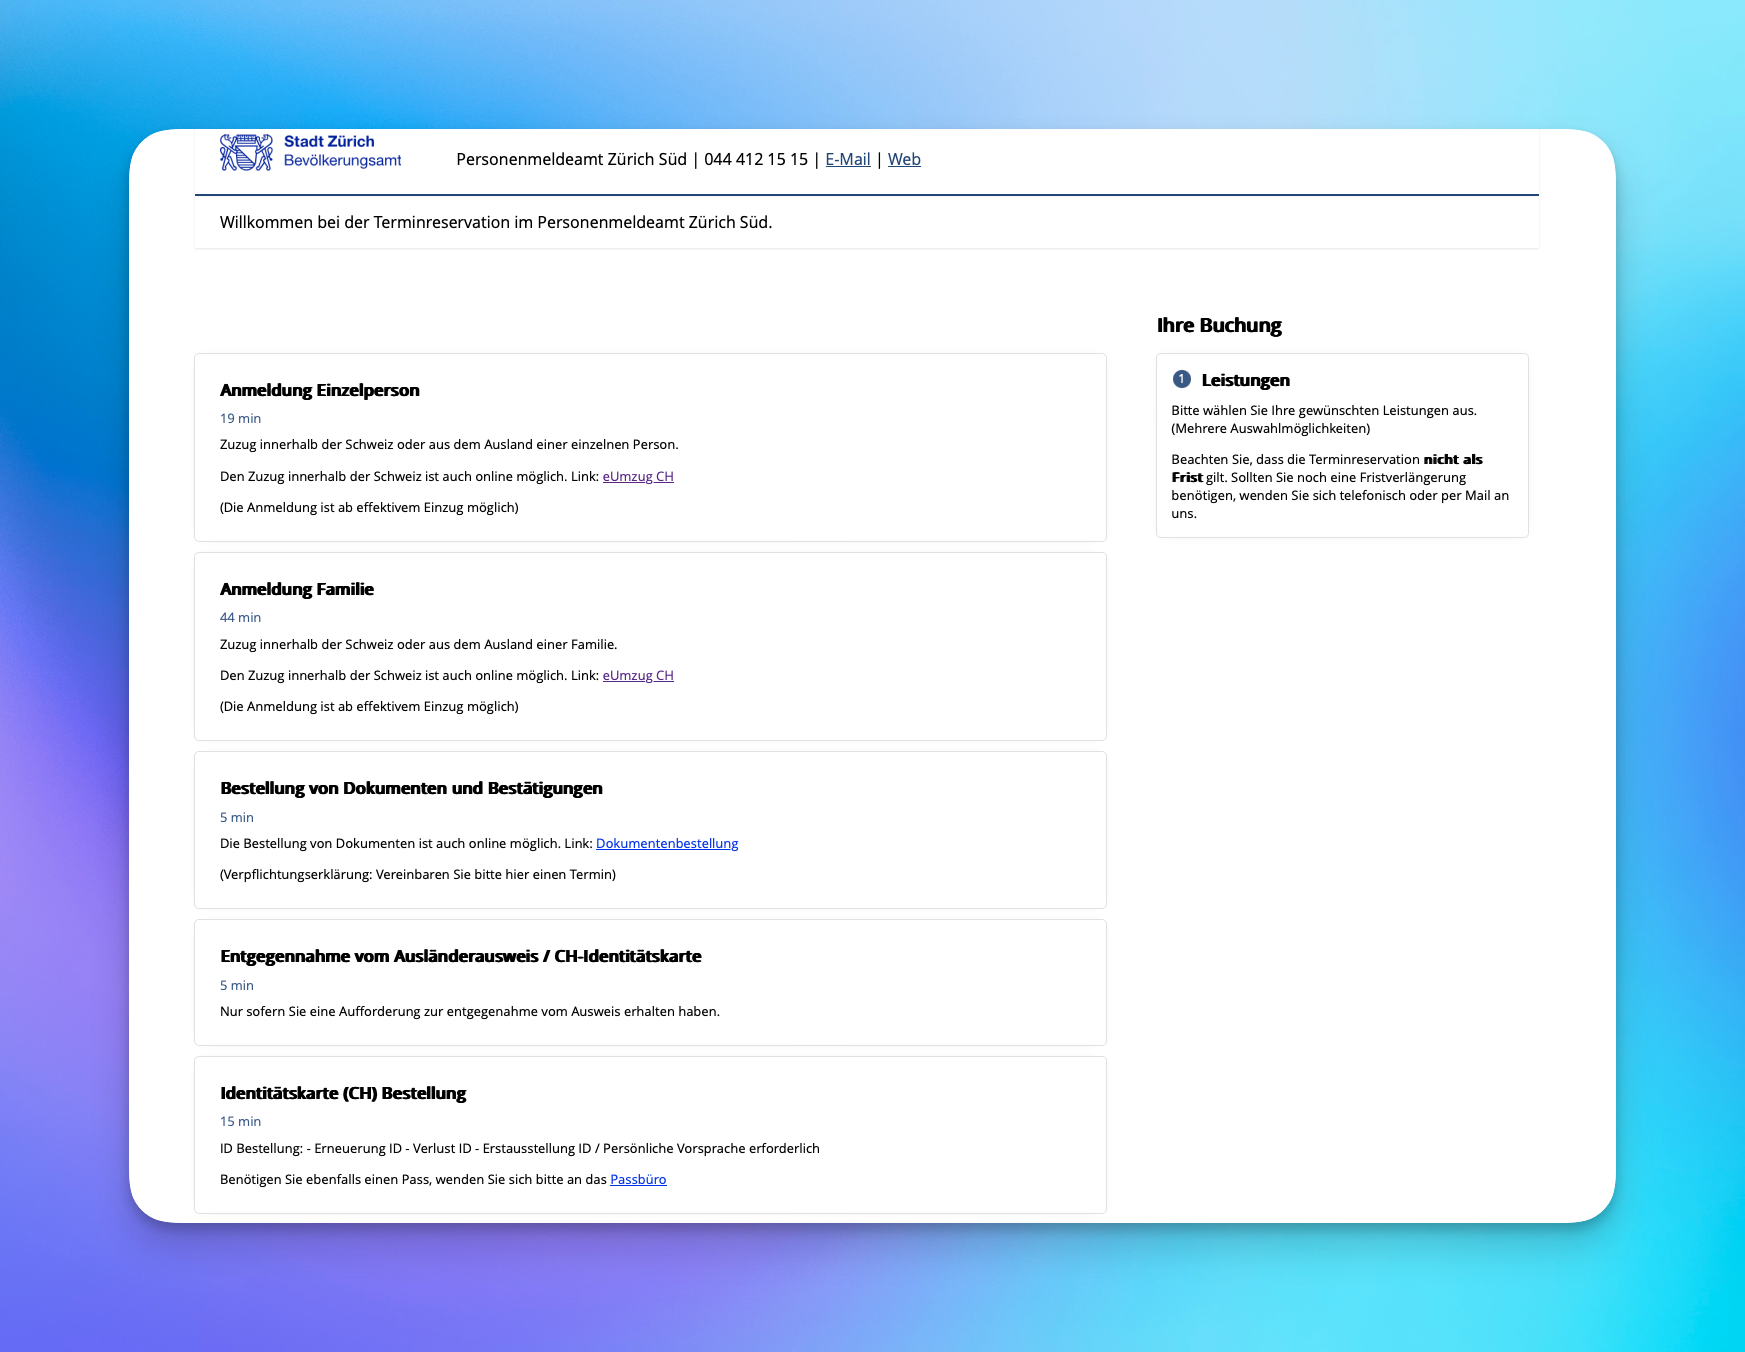 Stadt Zürich
Bevölkerungsamt
Personenmeldeamt Zürich Süd | 044 412 15 15 | E-Mail | Web
Willkommen bei der Terminreservation im Personenmeldeamt Zürich Süd.
Anmeldung Einzelperson
19 min
Zuzug innerhalb der Schweiz oder aus dem Ausland einer einzelnen Person.
Den Zuzug innerhalb der Schweiz ist auch online möglich. Link: eUmzug CH
(Die Anmeldung ist ab effektivem Einzug möglich)
Anmeldung Familie
44 min
Zuzug innerhalb der Schweiz oder aus dem Ausland einer Familie.
Den Zuzug innerhalb der Schweiz ist auch online möglich. Link: eUmzug CH
(Die Anmeldung ist ab effektivem Einzug möglich)
Bestellung von Dokumenten und Bestätigungen
5 min
Die Bestellung von Dokumenten ist auch online möglich. Link: Dokumentenbestellung
(Verpflichtungserklärung: Vereinbaren Sie bitte hier einen Termin)
Entgegennahme vom Ausländerausweis / CH-Identitätskarte
5 min
Nur sofern Sie eine Aufforderung zur entgegenahme vom Ausweis erhalten haben.
Identitätskarte (CH) Bestellung
15 min
ID Bestellung: - Erneuerung ID - Verlust ID - Erstausstellung ID / Persönliche Vorsprache erforderlich
Benötigen Sie ebenfalls einen Pass, wenden Sie sich bitte an das Passbüro
Ihre Buchung
1 Leistungen
Bitte wählen Sie Ihre gewünschten Leistungen aus.
(Mehrere Auswahlmöglichkeiten)
Beachten Sie, dass die Terminreservation nicht als
Frist gilt. Sollten Sie noch eine Fristverlängerung
benötigen, wenden Sie sich telefonisch oder per Mail an
uns.